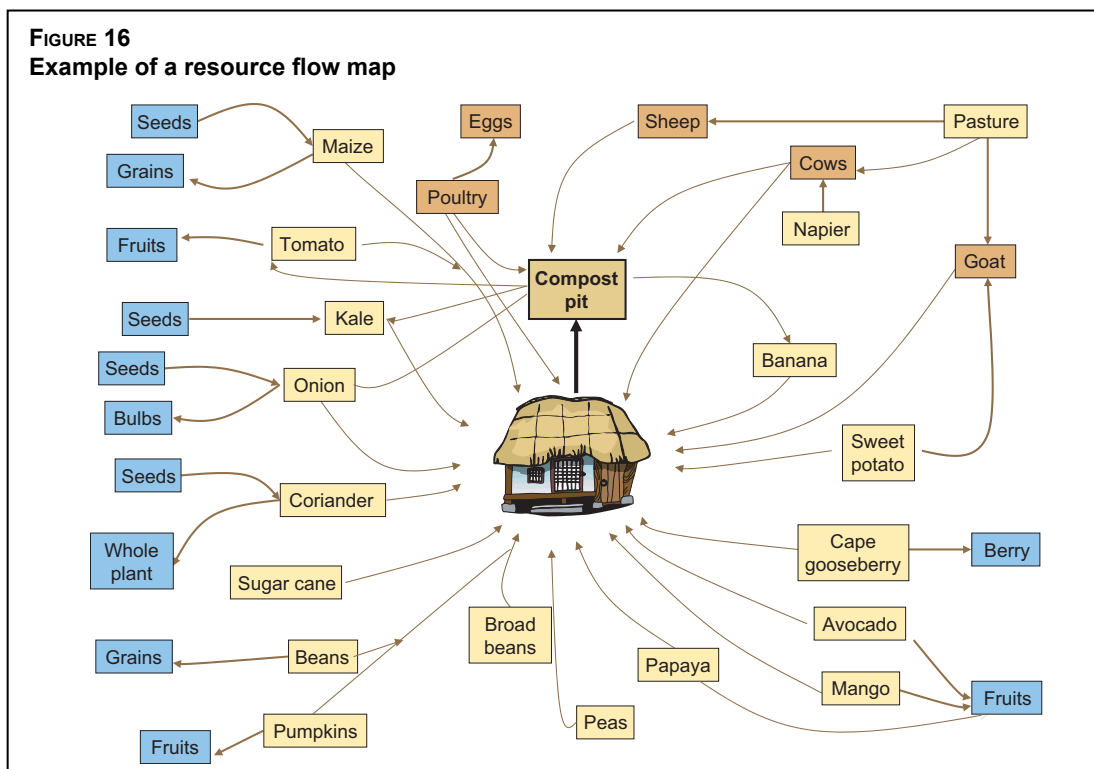 FIGURE 16
Example of a resource flow map
Seeds
Maize
Grains
Eggs
Poultry
Sheep
Pasture
Cows
Napier
Fruits
Tomato
Goat
Compost
pit
Seeds
Kale
Seeds
Onion
Bulbs
Banana
Sweet
potato
Seeds
Coriander
Whole
plant
Sugar cane
Cape
gooseberry
Berry
Broad
beans
Avocado
Grains
Beans
Papaya
Mango
Fruits
Peas
Pumpkins
Fruits